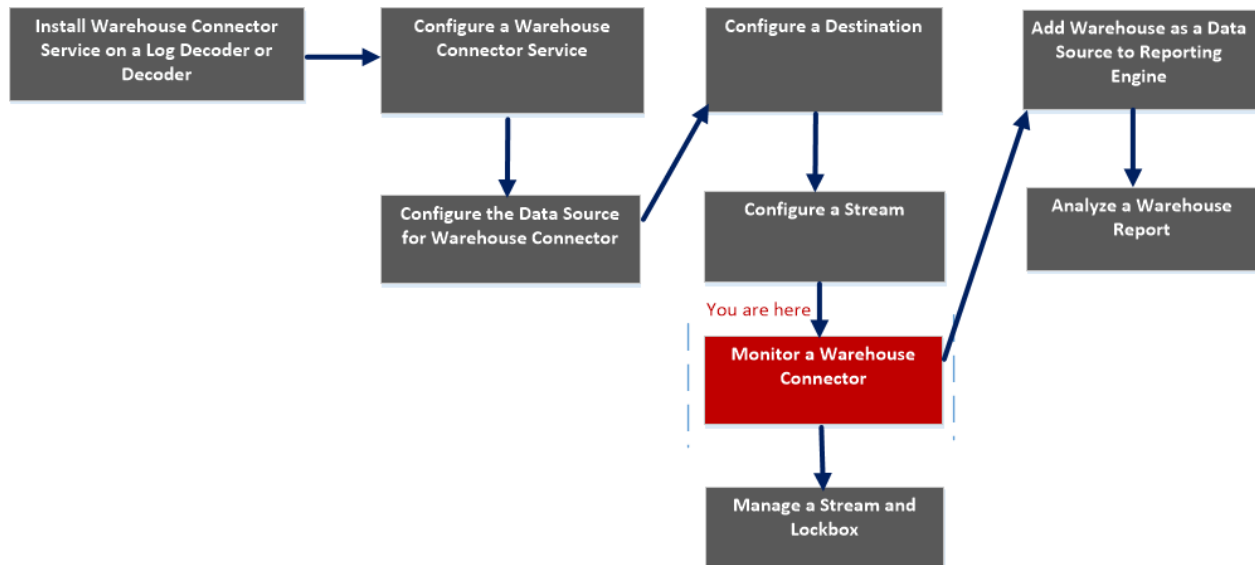 Install Warehouse Connector
Service on a Log Decoder or
Decoder
Configure a Warehouse
Connector Service
Configure the Data Source
for Warehouse Connector
Configure a Destination
Configure a Stream
You are here
Monitor a Warehouse
Connector
Manage a Stream and
Lockbox
Add Warehouse as a Data
Source to Reporting
Engine
Analyze a Warehouse
Report